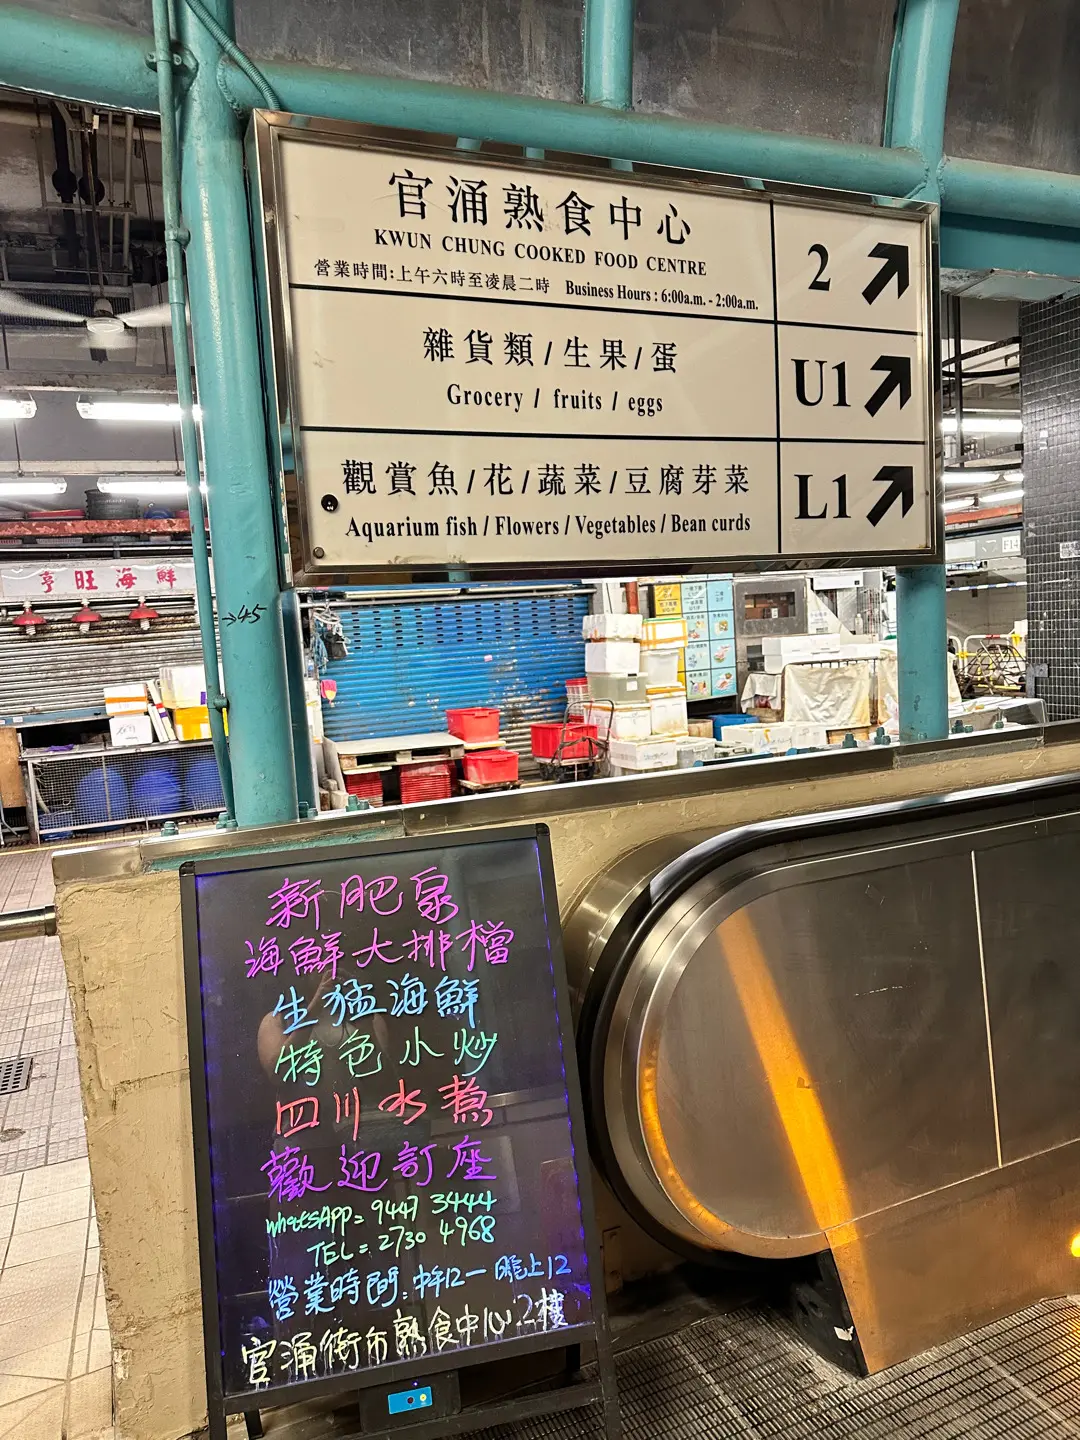 官涌熟食中心
KWUN CHUNG COOKED FOOD CENTRE
營業時間:上午六時至凌晨二時 Business Hours : 6:00a.m. - 2:00a.m.
2
雜貨類/生果/蛋
Grocery / fruits / eggs
U1
觀賞魚/花/蔬菜/豆腐芽菜
Aquarium fish / Flowers / Vegetables / Bean curds
L1
亨旺海鮮
→45
F14
新肥泉
海鮮大排檔
生猛海鮮
特色小炒
四川水煮
歡迎訂座
whatsAPP= 9447 3444
TEL = 2730 4968
營業時間:中午12一晚上12
官涌街市熟食中心2樓